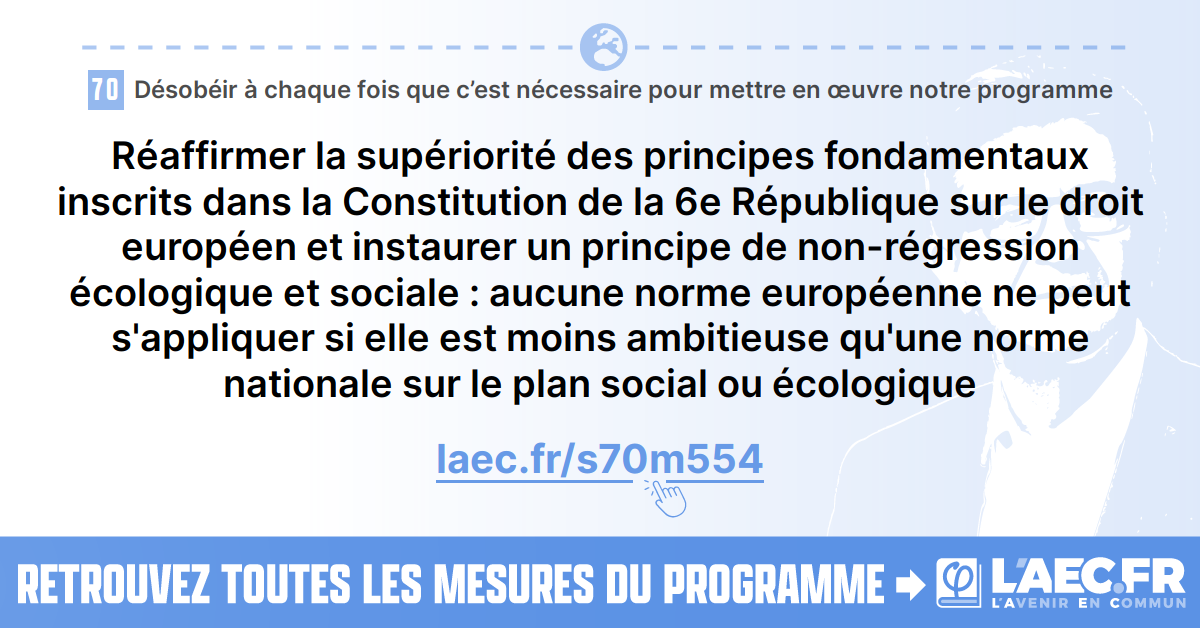 70 Désobéir à chaque fois que c’est nécessaire pour mettre en œuvre notre programme
Réaffirmer la supériorité des principes fondamentaux
inscrits dans la Constitution de la 6e République sur le droit
européen et instaurer un principe de non-régression
écologique et sociale : aucune norme européenne ne peut
s'appliquer si elle est moins ambitieuse qu'une norme
nationale sur le plan social ou écologique
laec.fr/s70m554
RETROUVEZ TOUTES LES MESURES DU PROGRAMME
φ L'AEC.FR
L'AVENIR EN COMMUN